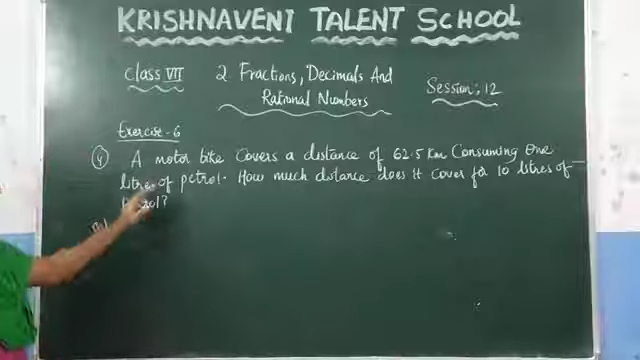 KRISHNAVENI TALENT SCHOOL
Class VII
2 Fractions, Decimals And
Rational Numbers
Session: 12
Exercise-6
(4) A motor bike covers a distance of 62.5 Km Consuming One
litre of petrol. How much distance does it cover for 10 litres of